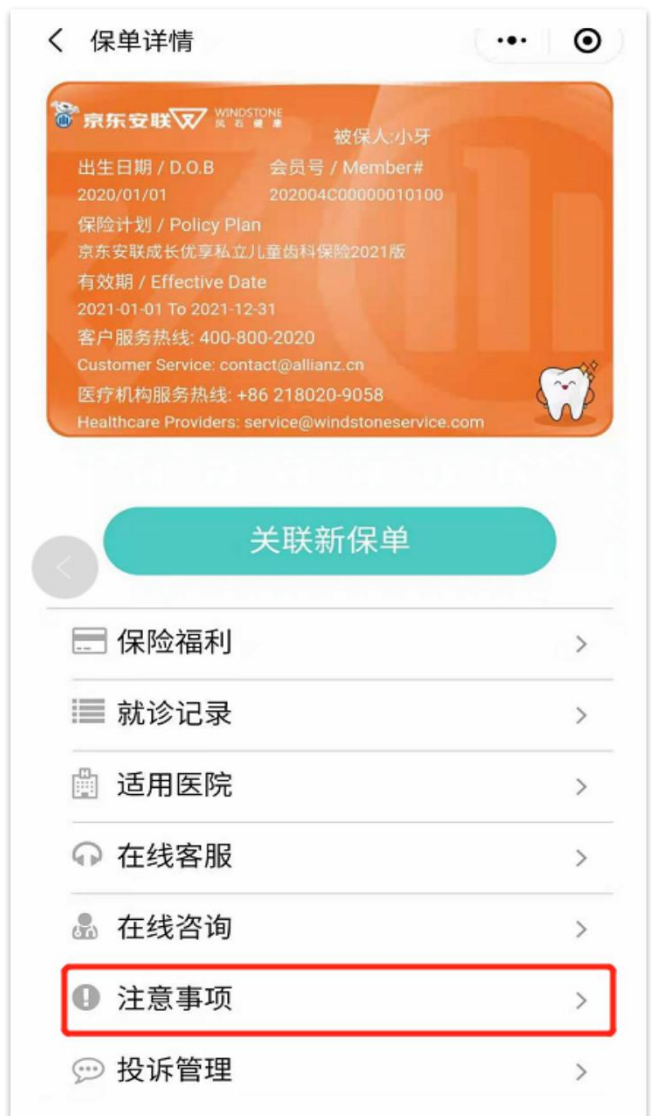 保单详情
京东安联 WINDSTONE
风石健康
被保人:小牙
出生日期 / D.O.B 会员号 / Member#
2020/01/01 202004C00000010100
保险计划 / Policy Plan
京东安联成长优享私立儿童齿科保险2021版
有效期 / Effective Date
2021-01-01 To 2021-12-31
客户服务热线: 400-800-2020
Customer Service: contact@allianz.cn
医疗机构服务热线: +86 218020-9058
Healthcare Providers: service@windstoneservice.com
关联新保单
保险福利
就诊记录
适用医院
在线客服
在线咨询
注意事项
投诉管理